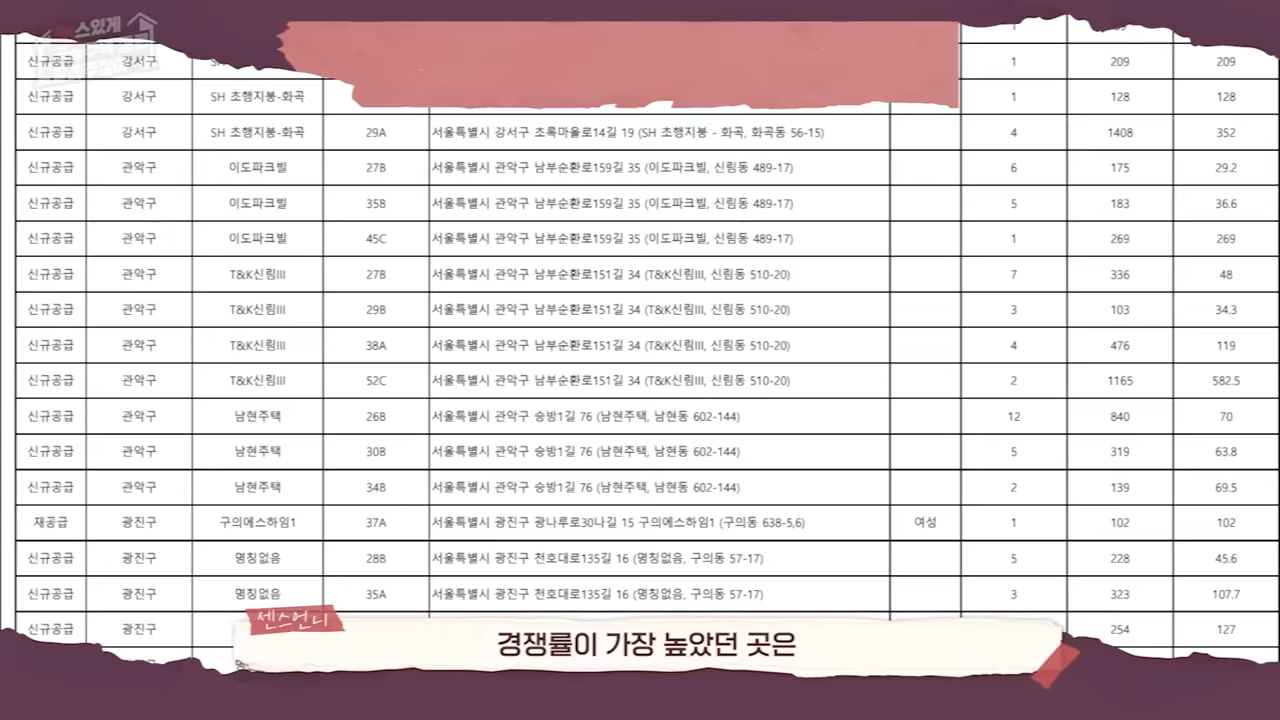 스있게
신규공급 강서구 1 209 209
신규공급 강서구 SH 초행지붕-화곡 1 128 128
신규공급 강서구 SH 초행지붕-화곡 29A 서울특별시 강서구 초록마을로14길 19 (SH 초행지붕 - 화곡, 화곡동 56-15) 4 1408 352
신규공급 관악구 이도파크빌 27B 서울특별시 관악구 남부순환로159길 35 (이도파크빌, 신림동 489-17) 6 175 29.2
신규공급 관악구 이도파크빌 35B 서울특별시 관악구 남부순환로159길 35 (이도파크빌, 신림동 489-17) 5 183 36.6
신규공급 관악구 이도파크빌 45C 서울특별시 관악구 남부순환로159길 35 (이도파크빌, 신림동 489-17) 1 269 269
신규공급 관악구 T&K신림III 27B 서울특별시 관악구 남부순환로151길 34 (T&K신림III, 신림동 510-20) 7 336 48
신규공급 관악구 T&K신림III 29B 서울특별시 관악구 남부순환로151길 34 (T&K신림III, 신림동 510-20) 3 103 34.3
신규공급 관악구 T&K신림III 38A 서울특별시 관악구 남부순환로151길 34 (T&K신림III, 신림동 510-20) 4 476 119
신규공급 관악구 T&K신림III 52C 서울특별시 관악구 남부순환로151길 34 (T&K신림III, 신림동 510-20) 2 1165 582.5
신규공급 관악구 남현주택 26B 서울특별시 관악구 승방1길 76 (남현주택, 남현동 602-144) 12 840 70
신규공급 관악구 남현주택 30B 서울특별시 관악구 승방1길 76 (남현주택, 남현동 602-144) 5 319 63.8
신규공급 관악구 남현주택 34B 서울특별시 관악구 승방1길 76 (남현주택, 남현동 602-144) 2 139 69.5
재공급 광진구 구의에스하임1 37A 서울특별시 광진구 광나루로30나길 15 구의에스하임1 (구의동 638-5,6) 여성 1 102 102
신규공급 광진구 명칭없음 28B 서울특별시 광진구 천호대로135길 16 (명칭없음, 구의동 57-17) 5 228 45.6
신규공급 광진구 명칭없음 35A 서울특별시 광진구 천호대로135길 16 (명칭없음, 구의동 57-17) 3 323 107.7
신규공급 광진구 254 127
센스언니
경쟁률이 가장 높았던 곳은